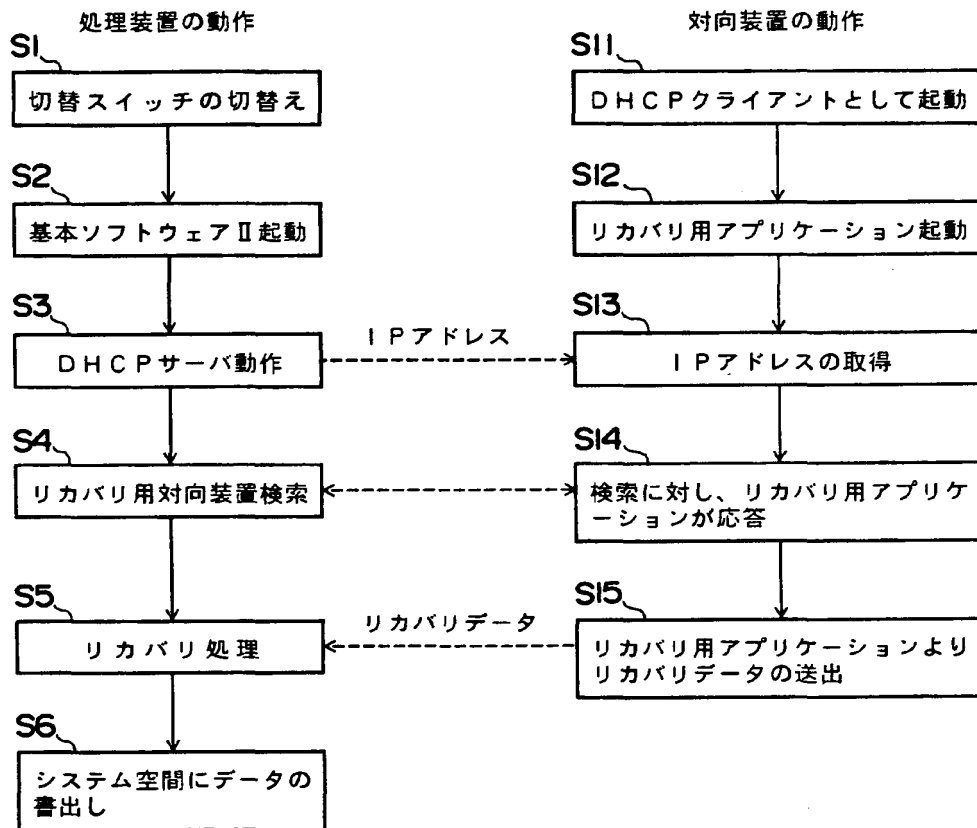 処理装置の動作
S1
切替スイッチの切替え
S2
基本ソフトウェアⅡ起動
S3
DHCPサーバ動作
S4
リカバリ用対向装置検索
S5
リカバリ処理
S6
システム空間にデータの
書出し
IPアドレス
リカバリデータ
対向装置の動作
S11
DHCPクライアントとして起動
S12
リカバリ用アプリケーション起動
S13
IPアドレスの取得
S14
検索に対し、リカバリ用アプリケ
ーションが応答
S15
リカバリ用アプリケーションより
リカバリデータの送出